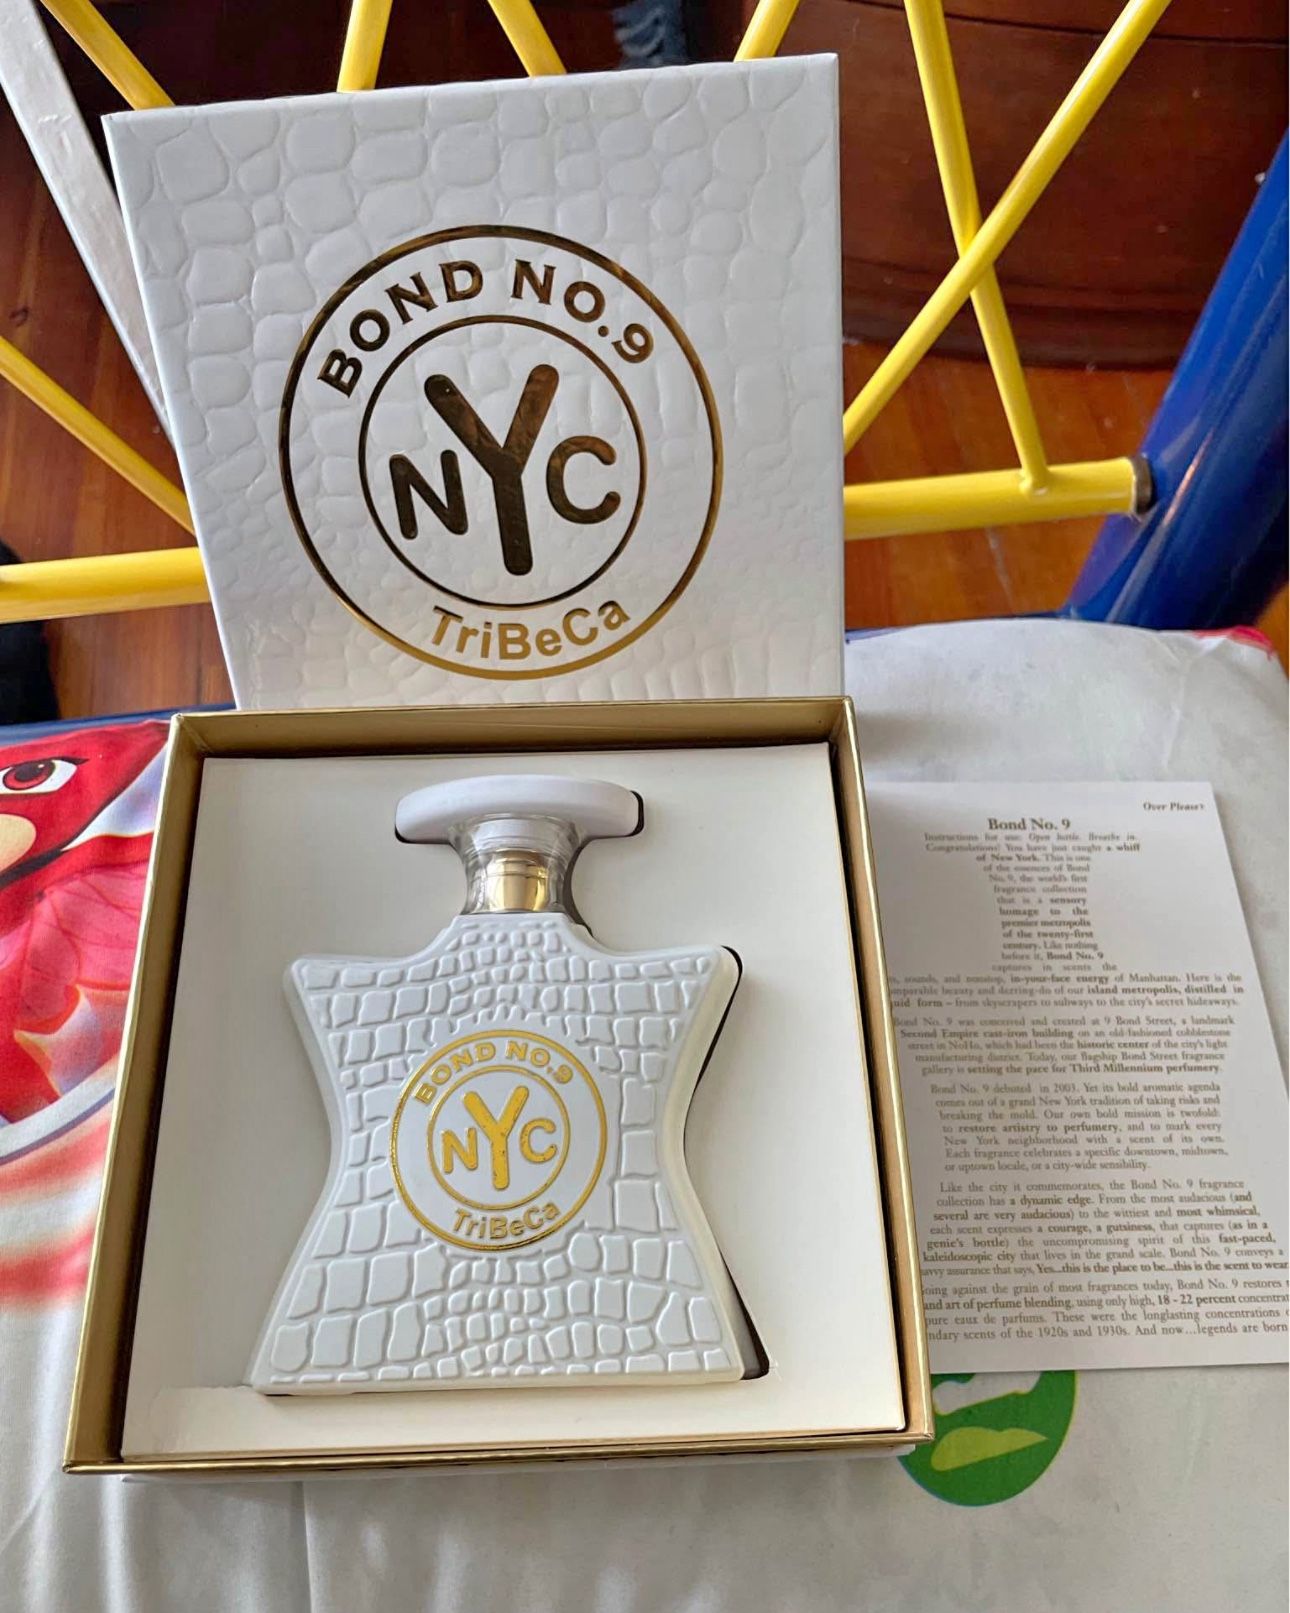 BOND NO.9
NYC
TriBeCa
BOND NO.9
NYC
TriBeCa
Over Please>
Bond No. 9
Instructions for use: Open bottle. Breathe in.
Congratulations! You have just caught a whiff
of New York. This is one
of the essences of Bond
No. 9, the world's first
fragrance collection
that is a sensory
homage to the
premier metropolis
of the twenty-first
century. Like nothing
before it, Bond No. 9
captures in scents the
sounds, and nonstop, in-your-face energy of Manhattan. Here is the
beauty and derring-do of our island metropolis, distilled in
form – from skyscrapers to subways to the city's secret hideaways.
Bond No. 9 was conceived and created at 9 Bond Street, a landmark
Second Empire cast-iron building on an old-fashioned cobblestone
street in NoHo, which had been the historic center of the city's light
manufacturing district. Today, our flagship Bond Street fragrance
gallery is setting the pace for Third Millennium perfumery.
Bond No. 9 debuted in 2003. Yet its bold aromatic agenda
comes out of a grand New York tradition of taking risks and
breaking the mold. Our own bold mission is twofold:
to restore artistry to perfumery, and to mark every
New York neighborhood with a scent of its own.
Each fragrance celebrates a specific downtown, midtown,
or uptown locale, or a city-wide sensibility.
Like the city it commemorates, the Bond No. 9 fragrance
collection has a dynamic edge. From the most audacious (and
several are very audacious) to the wittiest and most whimsical,
each scent expresses a courage, a gutsiness, that captures (as in a
genie's bottle) the uncompromising spirit of this fast-paced,
kaleidoscopic city that lives in the grand scale. Bond No. 9 conveys a
assurance that says, Yes...this is the place to be...this is the scent to wear
against the grain of most fragrances today, Bond No. 9 restores
and art of perfume blending, using only high, 18 - 22 percent
pure eaux de parfums. These were the longlasting concentrations
scents of the 1920s and 1930s. And now...legends are born